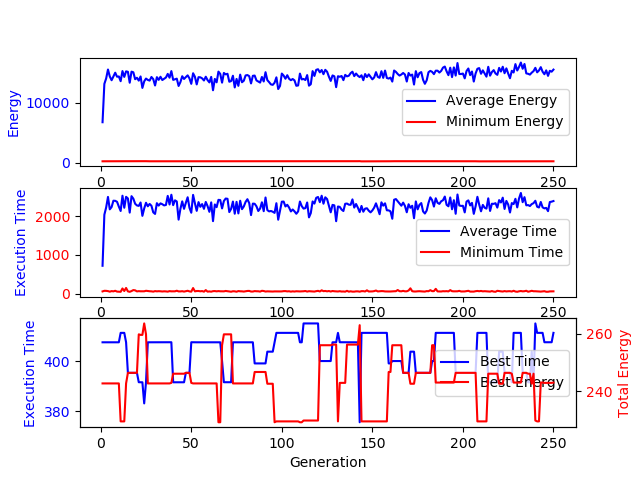 Energy
10000
0
Average Energy
Minimum Energy
0 50 100 150 200 250
Execution Time
2000
1000
0
Average Time
Minimum Time
0 50 100 150 200 250
Execution Time
400
380
Best Time
Best Energy
260
240
Total Energy
0 50 100 150 200 250
Generation